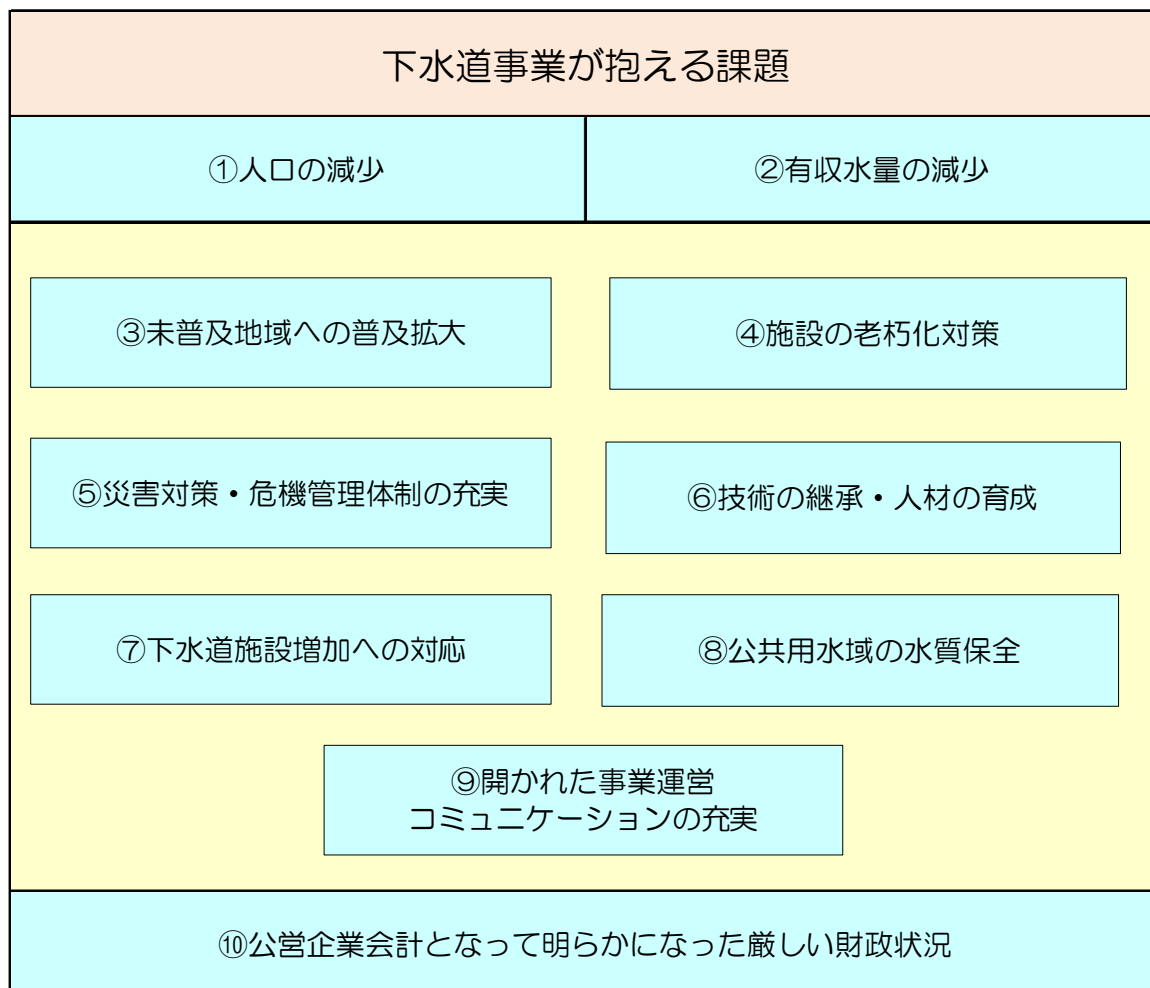 下水道事業が抱える課題
①人口の減少
②有収水量の減少
③未普及地域への普及拡大
④施設の老朽化対策
⑤災害対策・危機管理体制の充実
⑥技術の継承・人材の育成
⑦下水道施設増加への対応
⑧公共用水域の水質保全
⑨開かれた事業運営
コミュニケーションの充実
⑩公営企業会計となって明らかになった厳しい財政状況